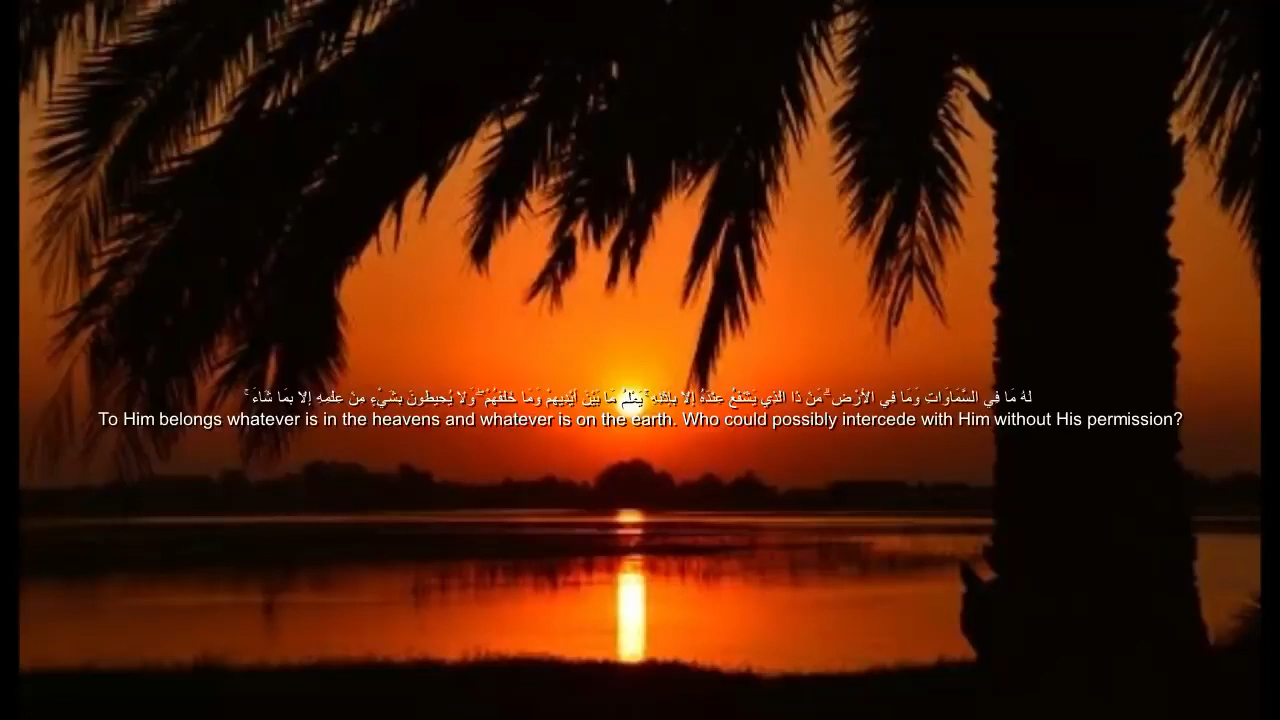 لَهُ مَا فِي السَّمَاوَاتِ وَمَا فِي الْأَرْضِ ۗ مَنْ ذَا الَّذِي يَشْفَعُ عِنْدَهُ إِلَّا بِإِذْنِهِ ۚ يَعْلَمُ مَا بَيْنَ أَيْدِيهِمْ وَمَا خَلْفَهُمْ ۖ وَلَا يُحِيطُونَ بِشَيْءٍ مِنْ عِلْمِهِ إِلَّا بِمَا شَاءَ ۚ
To Him belongs whatever is in the heavens and whatever is on the earth. Who could possibly intercede with Him without His permission?